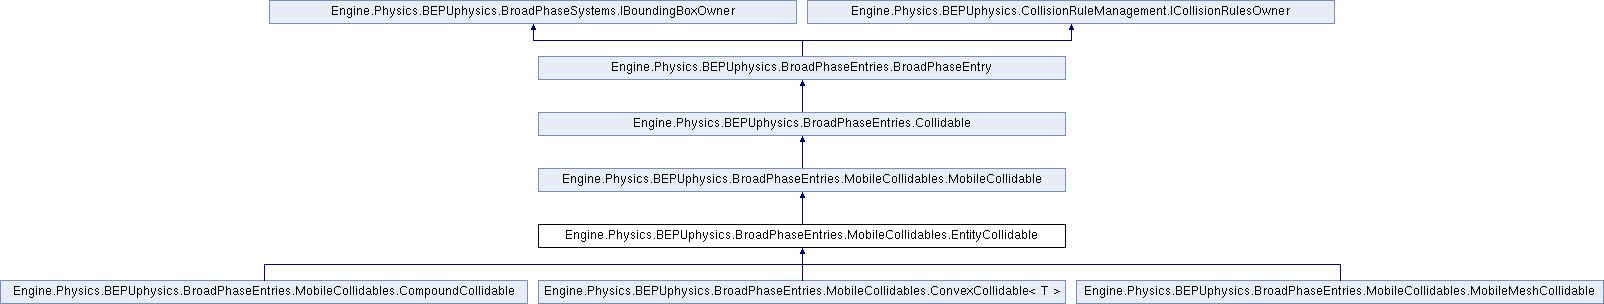 Engine.Physics.BEPUphysics.BroadPhaseSystems.IBoundingBoxOwner
Engine.Physics.BEPUphysics.CollisionRuleManagement.ICollisionRulesOwner
Engine.Physics.BEPUphysics.BroadPhaseEntries.BroadPhaseEntry
Engine.Physics.BEPUphysics.BroadPhaseEntries.Collidable
Engine.Physics.BEPUphysics.BroadPhaseEntries.MobileCollidables.MobileCollidable
Engine.Physics.BEPUphysics.BroadPhaseEntries.MobileCollidables.EntityCollidable
Engine.Physics.BEPUphysics.BroadPhaseEntries.MobileCollidables.CompoundCollidable
Engine.Physics.BEPUphysics.BroadPhaseEntries.MobileCollidables.ConvexCollidable< T >
Engine.Physics.BEPUphysics.BroadPhaseEntries.MobileCollidables.MobileMeshCollidable